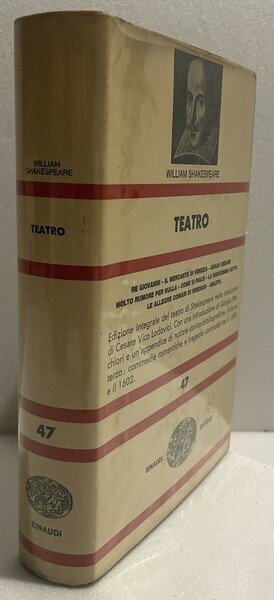 WILLIAM
SHAKESPEARE
TEATRO
47
EINAUDI
WILLIAM SHAKESPEARE
TEATRO
RE GIOVANNI - IL MERCANTE DI VENEZIA - GIULIO CESARE
MOLTO RUMORE PER NULLA - COME VI PIACE - LA DODICESIMA NOTTE
LE ALLEGRE COMARI DI WINDSOR - AMLETO.
Edizione integrale del teatro di Shakespeare nella traduzione
di Cesare Vico Lodovici. Con una introduzione di Giorgio Mel-
chiori e un'appendice di notizie storico-bibliografiche. Volume
terzo: commedie romantiche e tragedie composte tra il
e il 1602.
47
EINAUDI